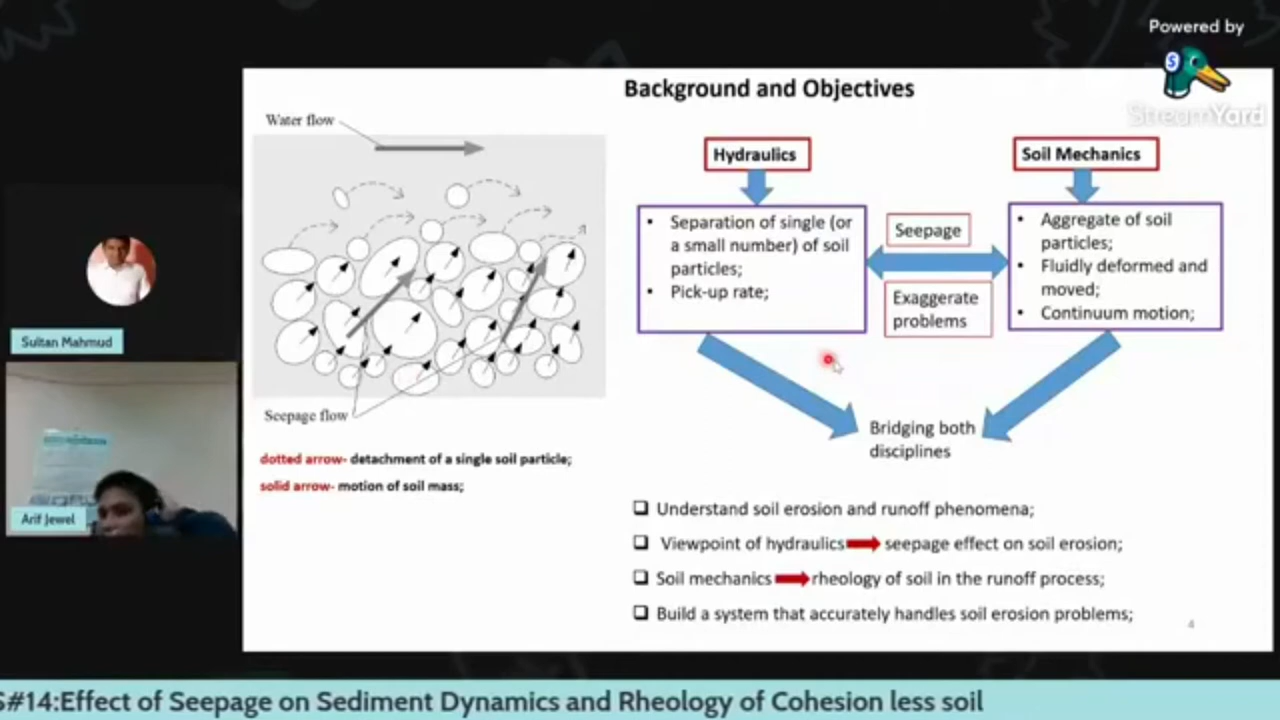 Powered by
StreamYard
Background and Objectives
Water flow
Seepage flow
dotted arrow- detachment of a single soil particle;
solid arrow- motion of soil mass;
Hydraulics
• Separation of single (or
a small number) of soil
particles;
• Pick-up rate;
Seepage
Exaggerate
problems
Soil Mechanics
• Aggregate of soil
particles;
• Fluidly deformed and
moved;
• Continuum motion;
Bridging both
disciplines
Understand soil erosion and runoff phenomena;
Viewpoint of hydraulics seepage effect on soil erosion;
Soil mechanics rheology of soil in the runoff process;
Build a system that accurately handles soil erosion problems;
4
Sultan Mahmud
Arif Jewel
S#14:Effect of Seepage on Sediment Dynamics and Rheology of Cohesion less soil